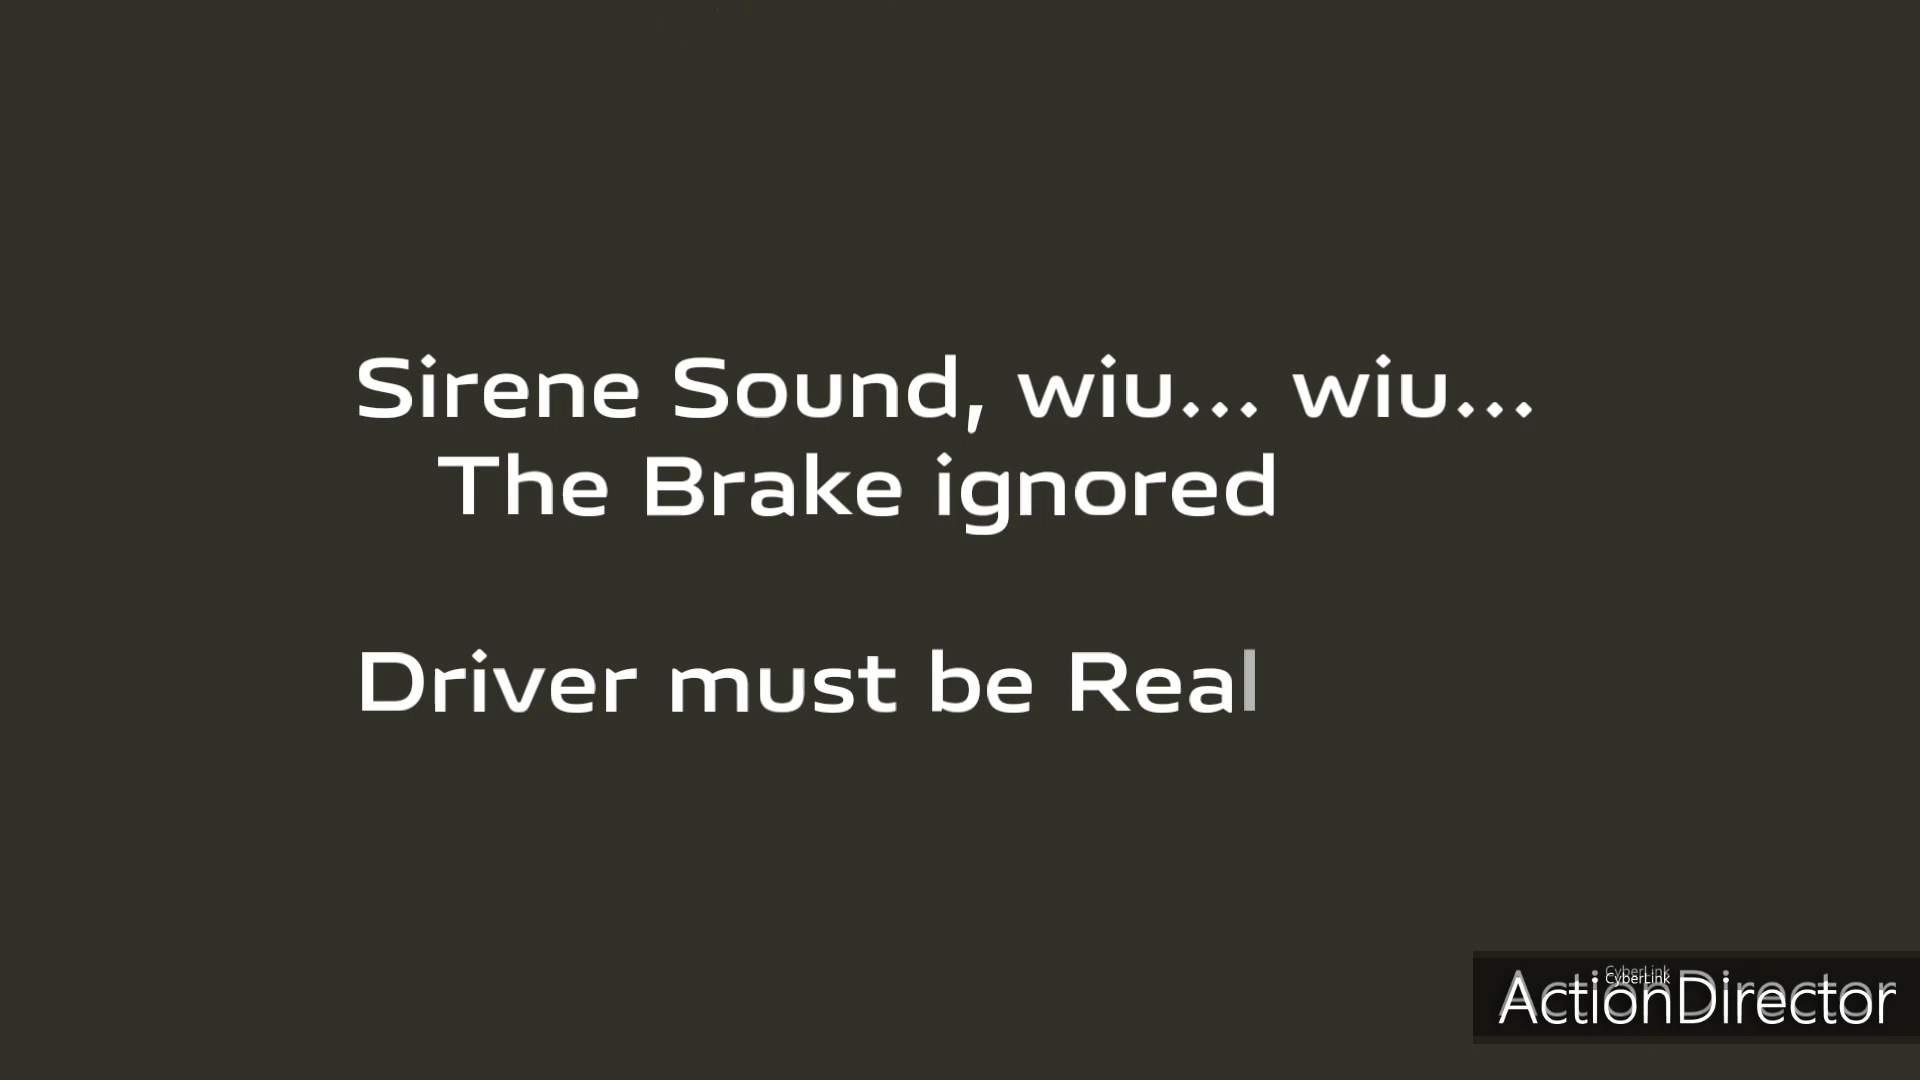 Sirene Sound, wiu... wiu...
The Brake ignored
Driver must be Real
CyberLink
ActionDirector